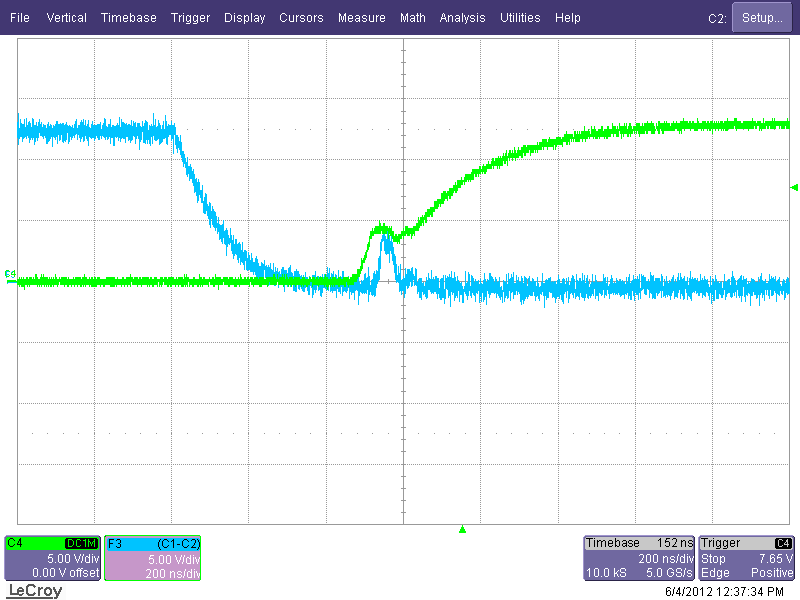 File Vertical Timebase Trigger Display Cursors Measure Math Analysis Utilities Help C2: Setup...
C4
C4 DC1M
5.00 V/div
0.00 V offset
F3 (C1-C2)
5.00 V/div
200 ns/div
Timebase 152 ns
200 ns/div
10.0 kS 5.0 GS/s
Trigger C4
Stop 7.65 V
Edge Positive
LeCroy
6/4/2012 12:37:34 PM